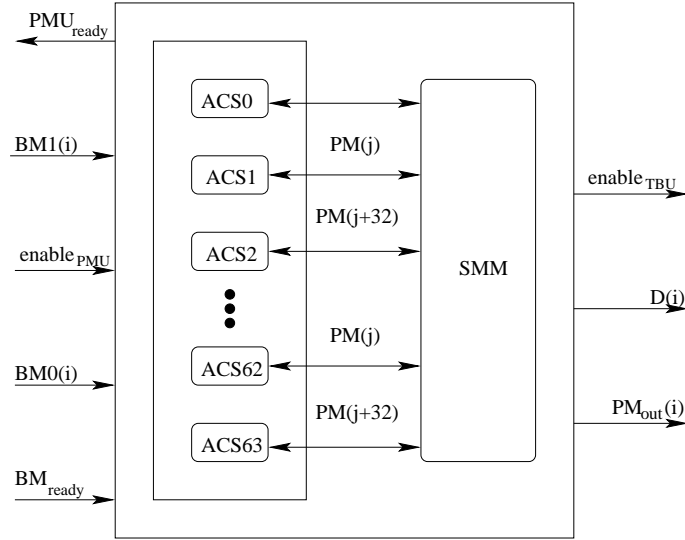 PMU_ready
ACS0
BM1(i)
PM(j)
ACS1
enable_TBU
PM(j+32)
enable_PMU
ACS2
SMM
D(i)
PM(j)
BM0(i)
ACS62
PM_out(i)
PM(j+32)
ACS63
BM_ready